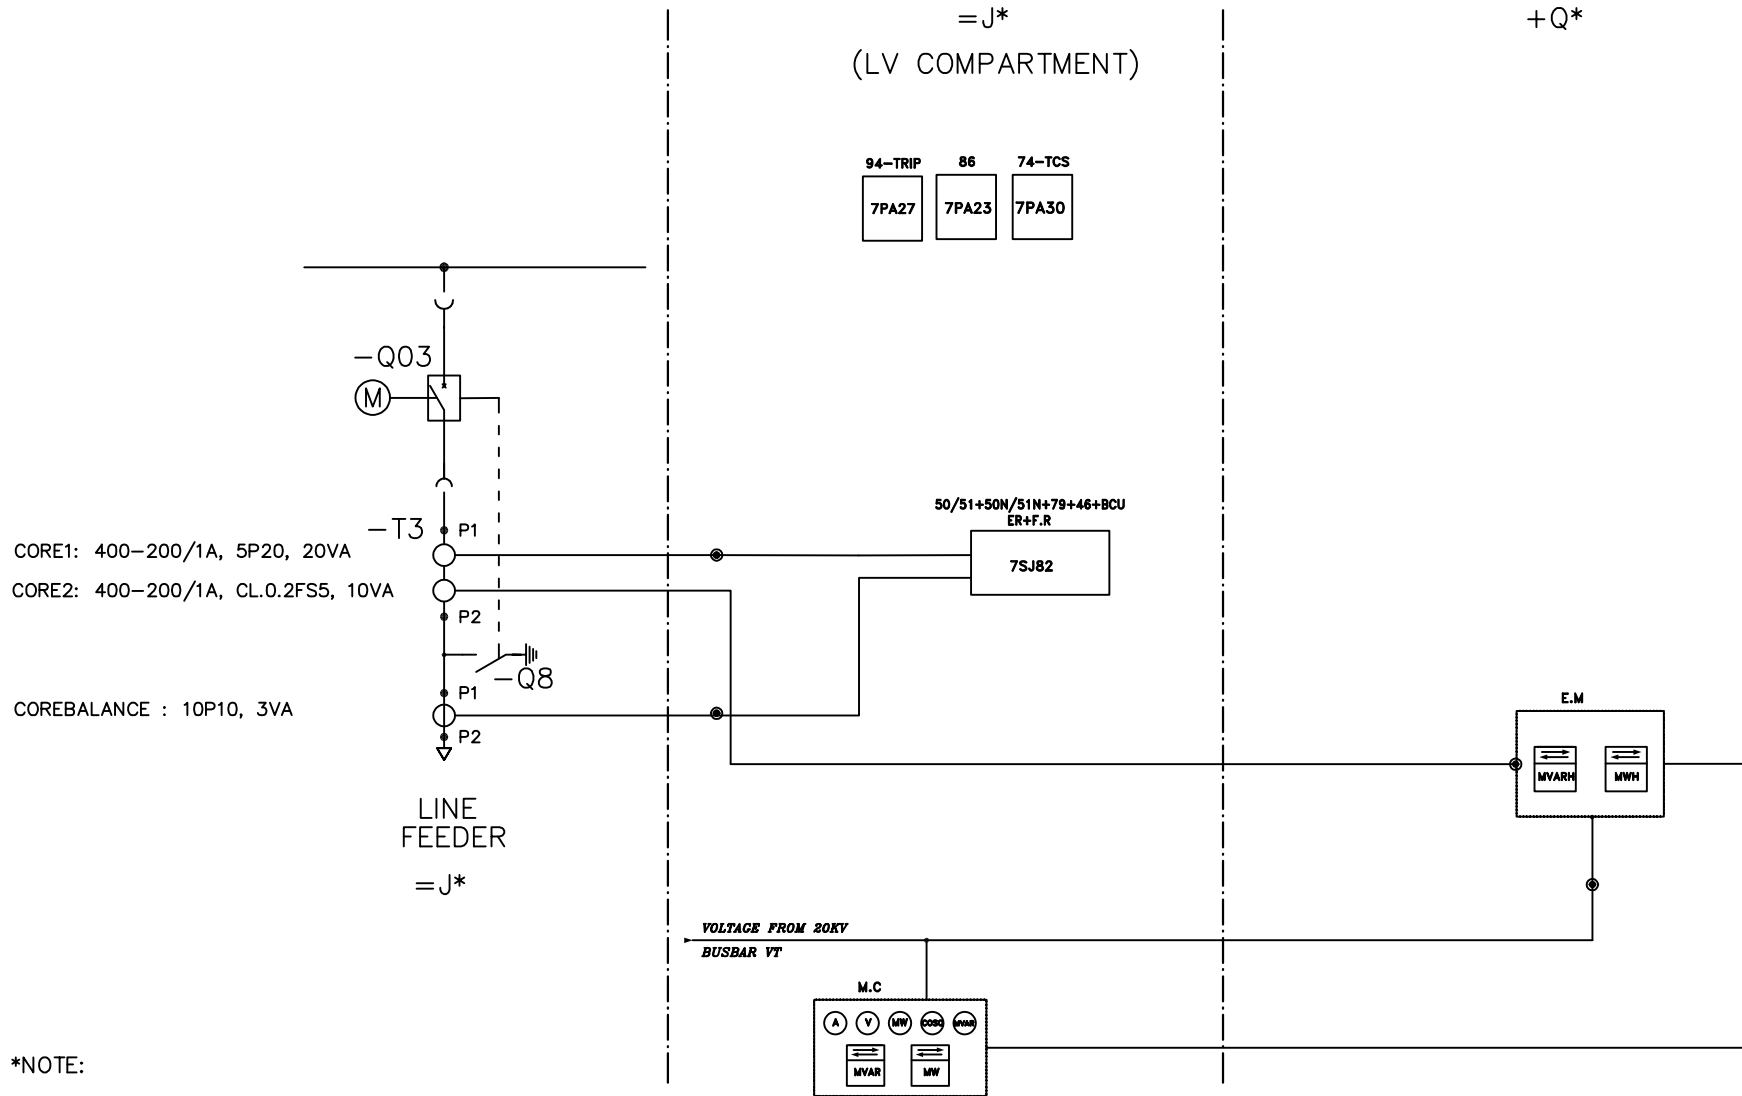 =J*
+Q*
(LV COMPARTMENT)
94-TRIP
86
74-TCS
7PA27
7PA23
7PA30
-Q03
M
50/51+50N/51N+79+46+BCU
ER+F.R
7SJ82
-T3
P1
CORE1: 400-200/1A, 5P20, 20VA
CORE2: 400-200/1A, CL.0.2FS5, 10VA
P2
-Q8
P1
COREBALANCE : 10P10, 3VA
P2
E.M
MVARH
MWH
LINE
FEEDER
=J*
VOLTAGE FROM 20KV
BUSBAR VT
M.C
A
V
MW
COSQ
MVAR
MVAR
MW
*NOTE: